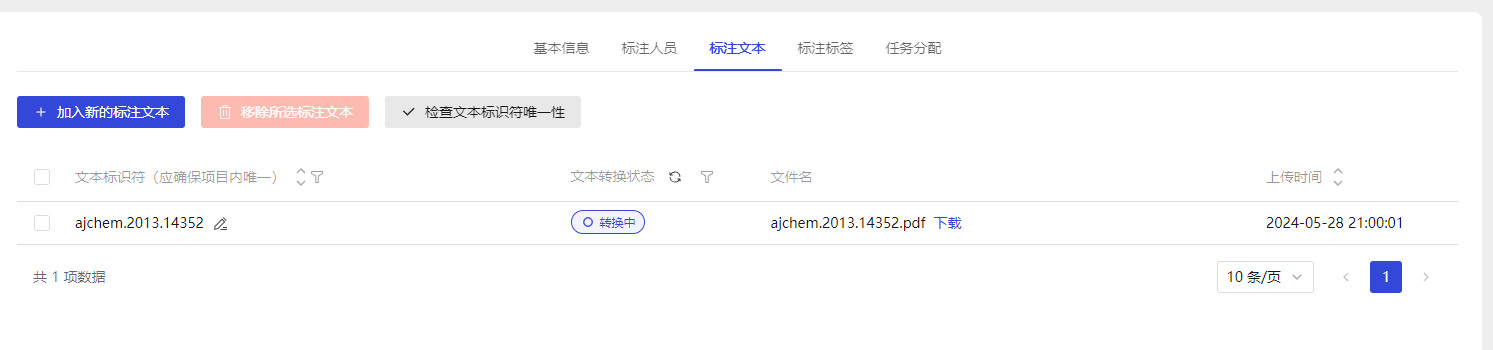 基本信息 标注人员 标注文本 标注标签 任务分配
加入新的标注文本 移除所选标注文本 检查文本标识符唯一性
文本标识符（应确保项目内唯一） 文本转换状态 文件名 上传时间
ajchem.2013.14352 转换中 ajchem.2013.14352.pdf 下载 2024-05-28 21:00:01
共 1 项数据 10 条/页 1